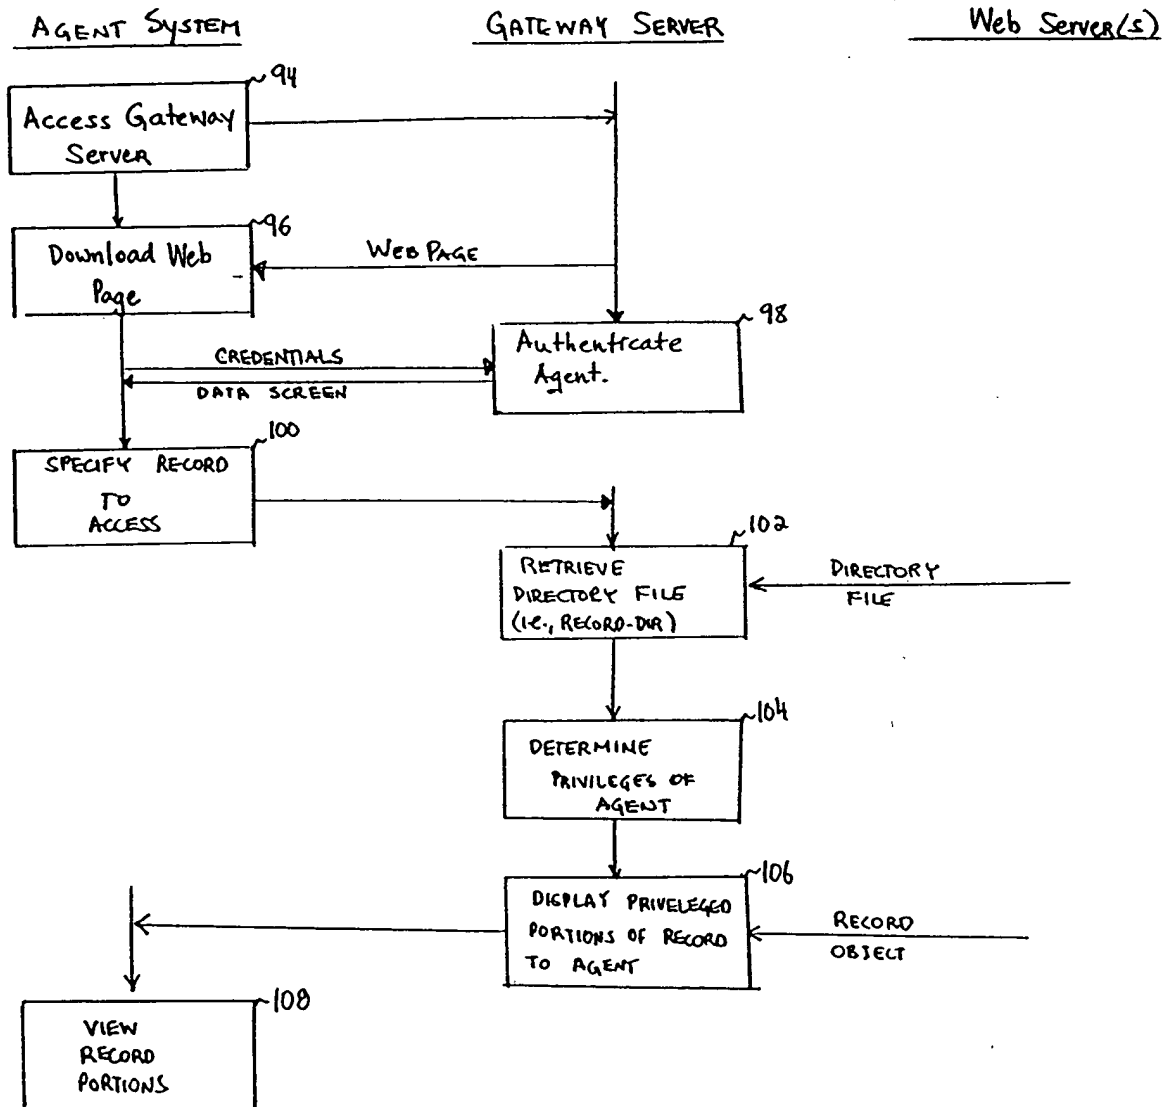 AGENT SYSTEM
GATEWAY SERVER
Web Server(s)
94
Access Gateway
Server
96
Download Web
Page
WEB PAGE
98
Authenticate
Agent.
CREDENTIALS
DATA SCREEN
100
SPECIFY RECORD
TO
ACCESS
102
RETRIEVE
DIRECTORY FILE
(i.e., RECORD-DIR)
DIRECTORY
FILE
104
DETERMINE
PRIVILEGES OF
AGENT
106
DISPLAY PRIVELEGED
PORTIONS OF RECORD
TO AGENT
RECORD
OBJECT
108
VIEW
RECORD
PORTIONS